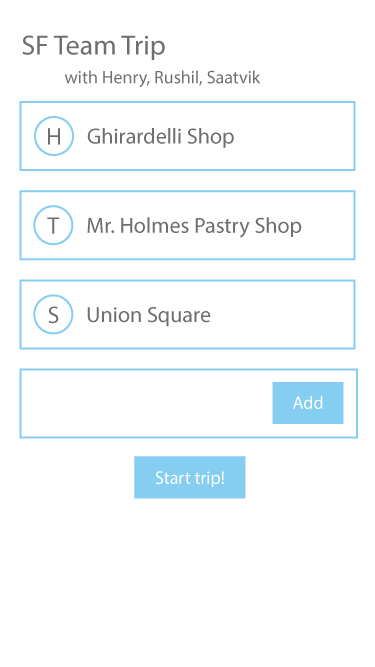 SF Team Trip
with Henry, Rushil, Saatvik
H Ghirardelli Shop
T Mr. Holmes Pastry Shop
S Union Square
Add
Start trip!